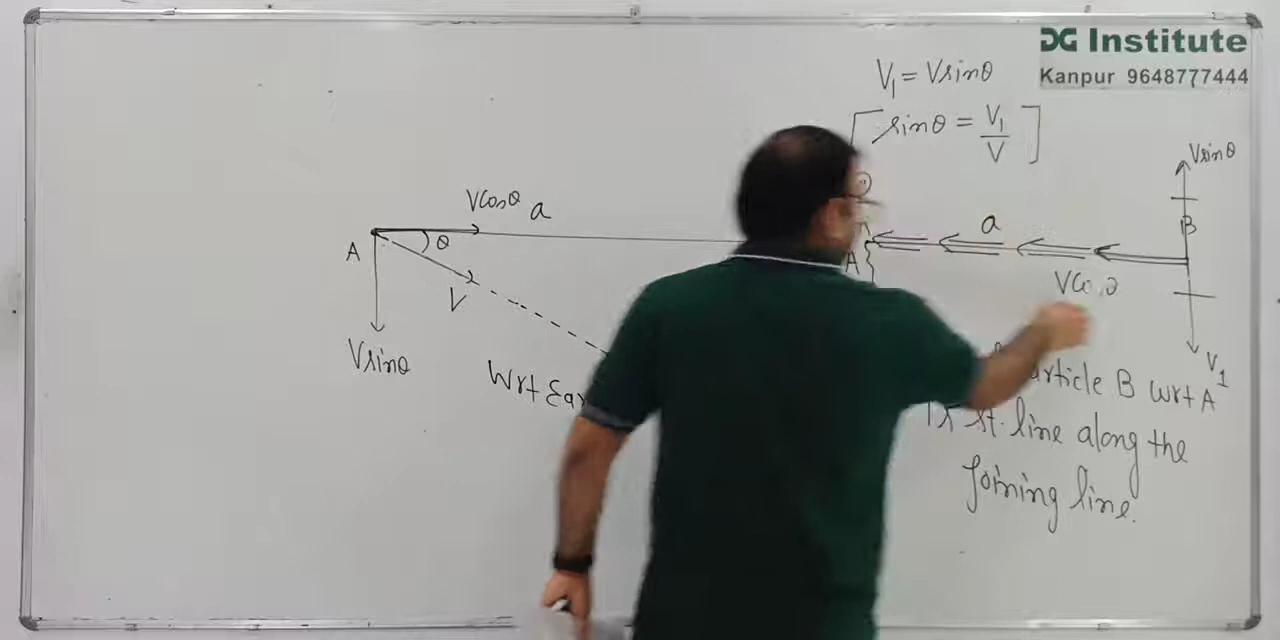 DG Institute
Kanpur 9648777444
V₁ = Vsinθ
[ sinθ = V₁/V ]
Vsinθ
B
Vcosθ a
A θ
V
Vsinθ
Wrt
A
a
V₁
article B wrt A
st. line along the
Joining line.